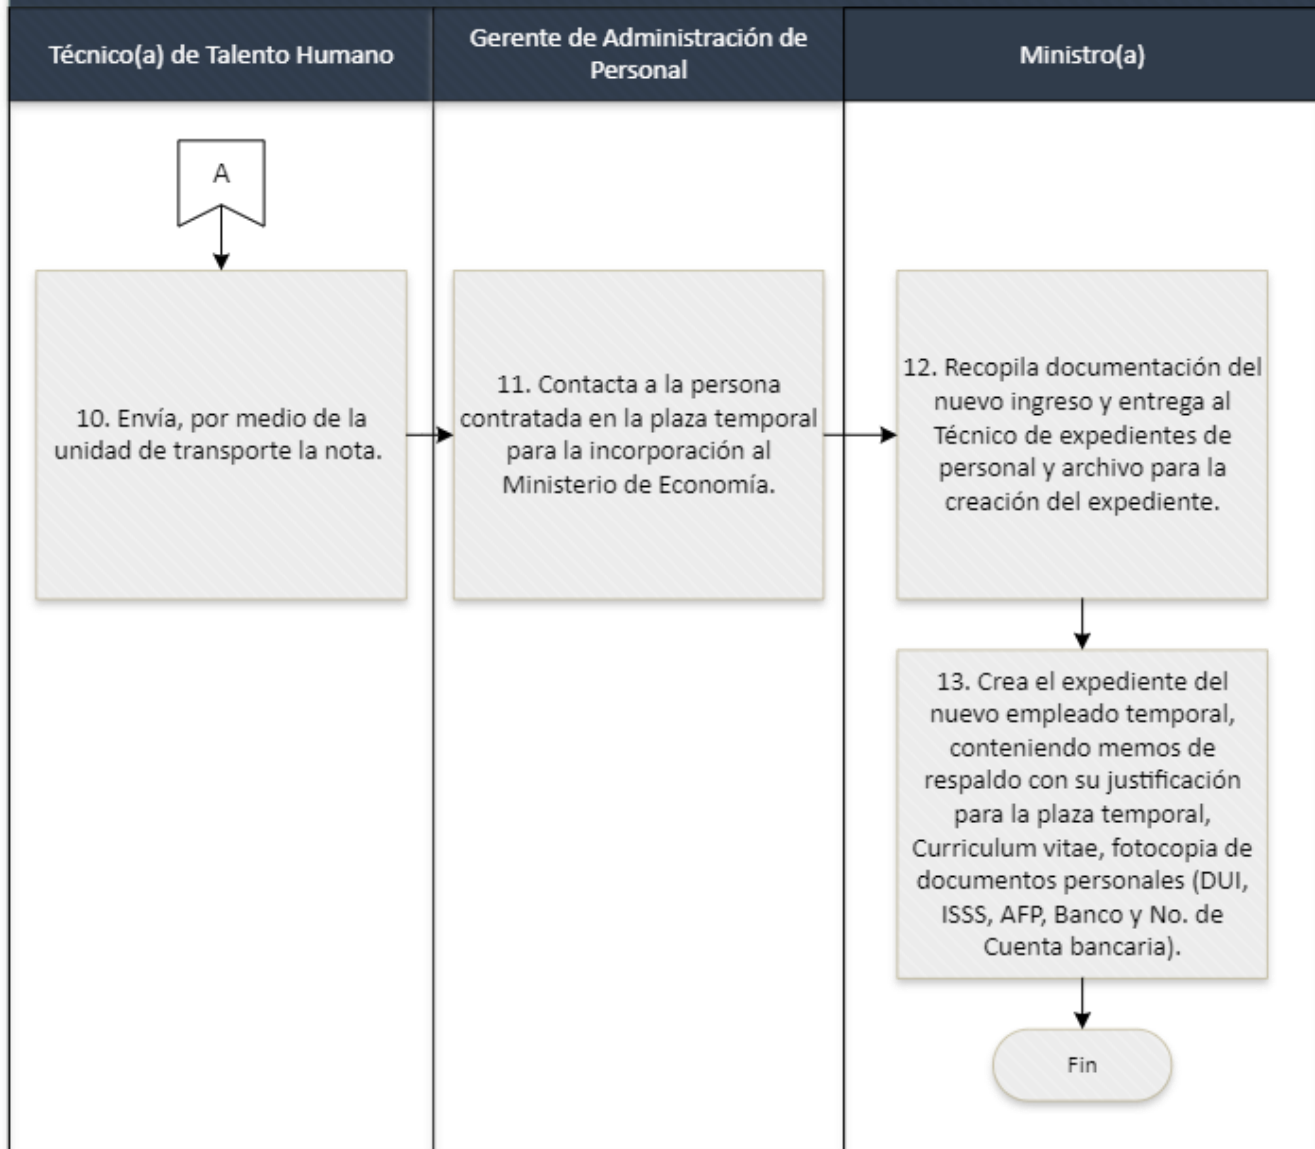 Técnico(a) de Talento Humano
Gerente de Administración de
Personal
Ministro(a)
A
10. Envía, por medio de la
unidad de transporte la nota.
11. Contacta a la persona
contratada en la plaza temporal
para la incorporación al
Ministerio de Economía.
12. Recopila documentación del
nuevo ingreso y entrega al
Técnico de expedientes de
personal y archivo para la
creación del expediente.
13. Crea el expediente del
nuevo empleado temporal,
conteniendo memos de
respaldo con su justificación
para la plaza temporal,
Curriculum vitae, fotocopia de
documentos personales (DUI,
ISSS, AFP, Banco y No. de
Cuenta bancaria).
Fin